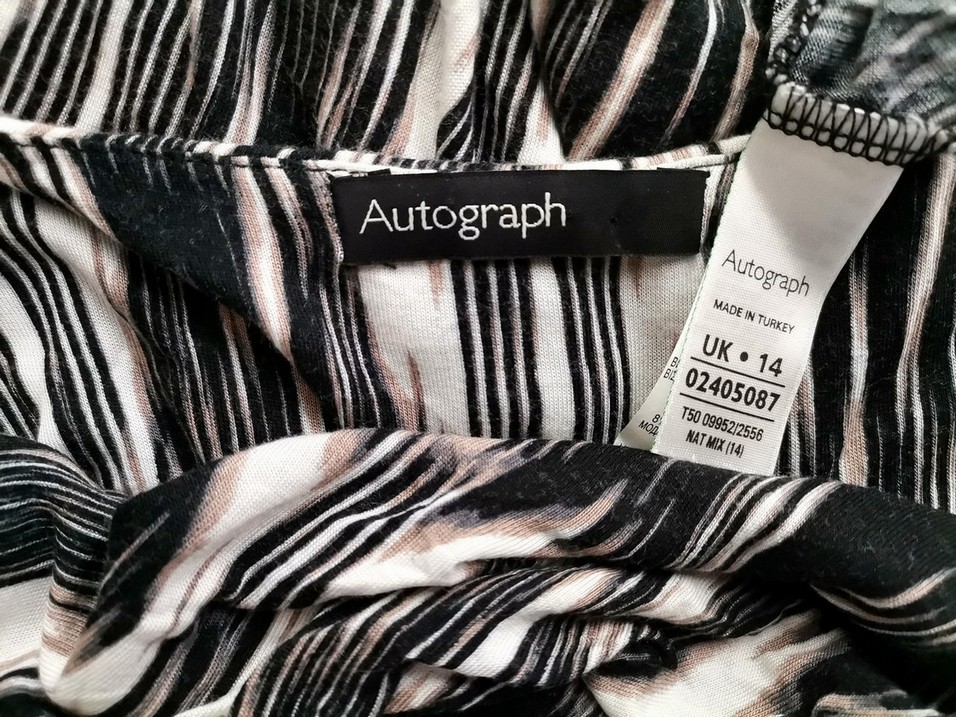 Autograph
Autograph
MADE IN TURKEY
UK • 14
02405087
T50 09952/2556
NAT MIX (14)